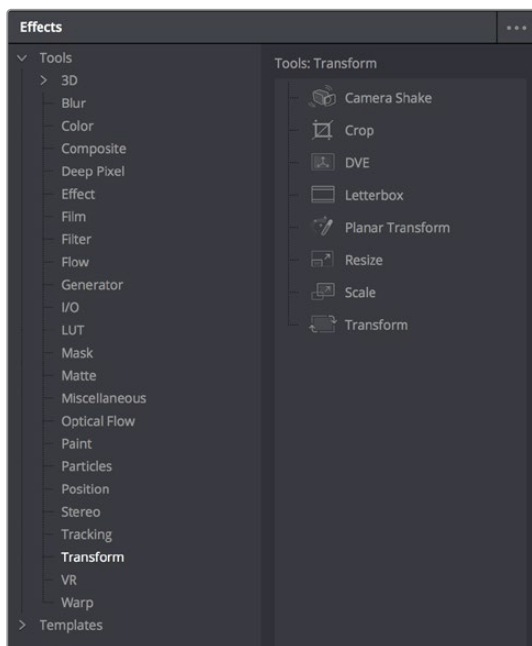 Effects
Tools
3D
Blur
Color
Composite
Deep Pixel
Effect
Film
Filter
Flow
Generator
I/O
LUT
Mask
Matte
Miscellaneous
Optical Flow
Paint
Particles
Position
Stereo
Tracking
Transform
VR
Warp
Templates
Tools: Transform
Camera Shake
Crop
DVE
Letterbox
Planar Transform
Resize
Scale
Transform